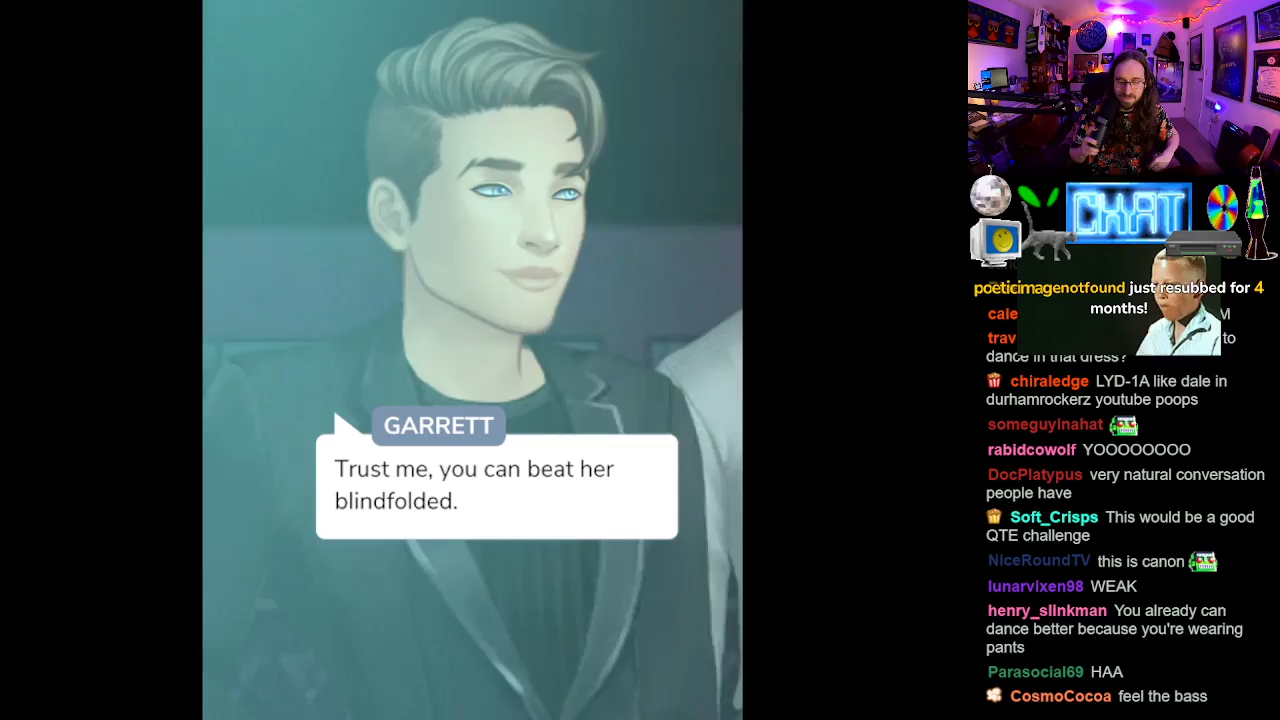 GARRETT
Trust me, you can beat her
blindfolded.
CHAT
poeticimagenotfound just resubbed for 4
months!
cale
M
trav
to
dance in that dress?
chiraledge LYD-1A like dale in
durhamrockerz youtube poops
someguyinahat
rabidcowolf YOOOOOOOO
DocPlatypus very natural conversation
people have
Soft_Crisps This would be a good
QTE challenge
NiceRoundTV this is canon
lunarvixen98 WEAK
henry_slinkman You already can
dance better because you're wearing
pants
Parasocial69 HAA
CosmoCocoa feel the bass